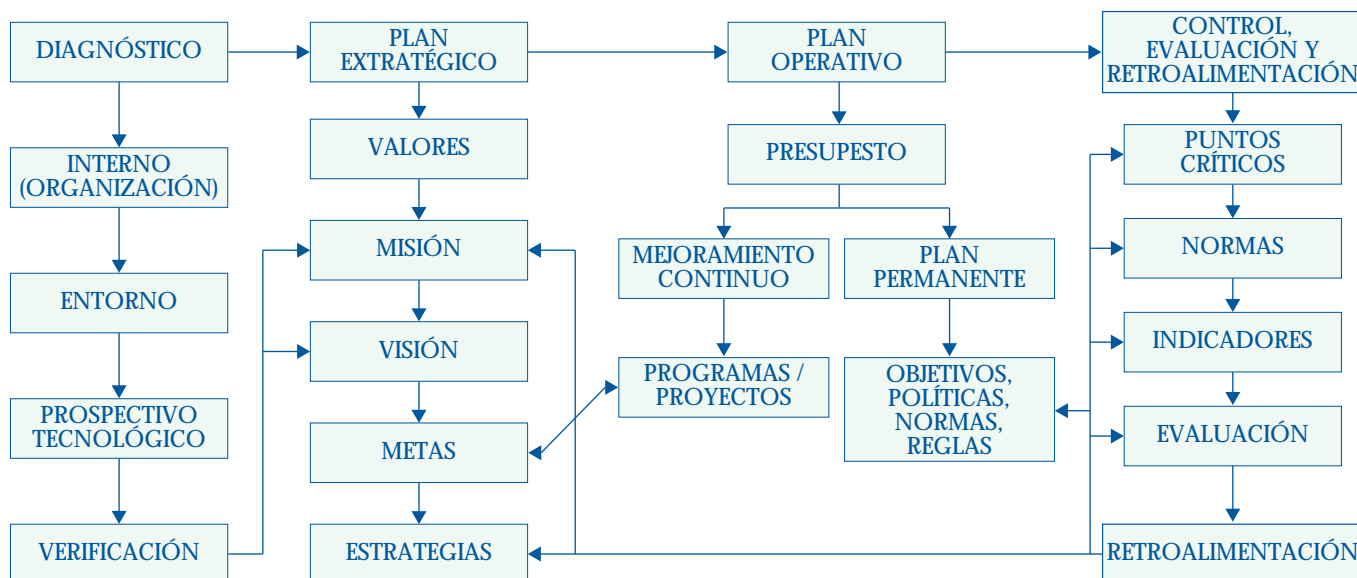 DIAGNÓSTICO
INTERNO
(ORGANIZACIÓN)
ENTORNO
PROSPECTIVO
TECNOLÓGICO
VERIFICACIÓN
PLAN
EXTRATÉGICO
VALORES
MISIÓN
VISIÓN
METAS
ESTRATEGIAS
PLAN
OPERATIVO
PRESUPESTO
MEJORAMIENTO
CONTINUO
PROGRAMAS /
PROYECTOS
PLAN
PERMANENTE
OBJETIVOS,
POLÍTICAS,
NORMAS,
REGLAS
CONTROL,
EVALUACIÓN Y
RETROALIMENTACIÓN
PUNTOS
CRÍTICOS
NORMAS
INDICADORES
EVALUACIÓN
RETROALIMENTACIÓN